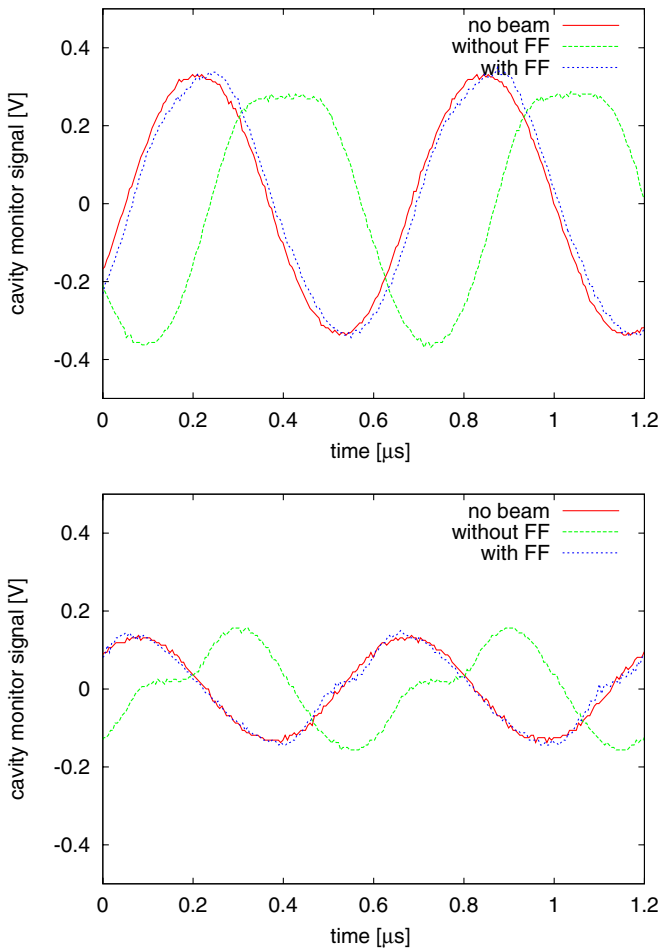 no beam
without FF
with FF
cavity monitor signal [V]
0.4
0.2
0
-0.2
-0.4
0 0.2 0.4 0.6 0.8 1 1.2
time [μs]
no beam
without FF
with FF
cavity monitor signal [V]
0.4
0.2
0
-0.2
-0.4
0 0.2 0.4 0.6 0.8 1 1.2
time [μs]